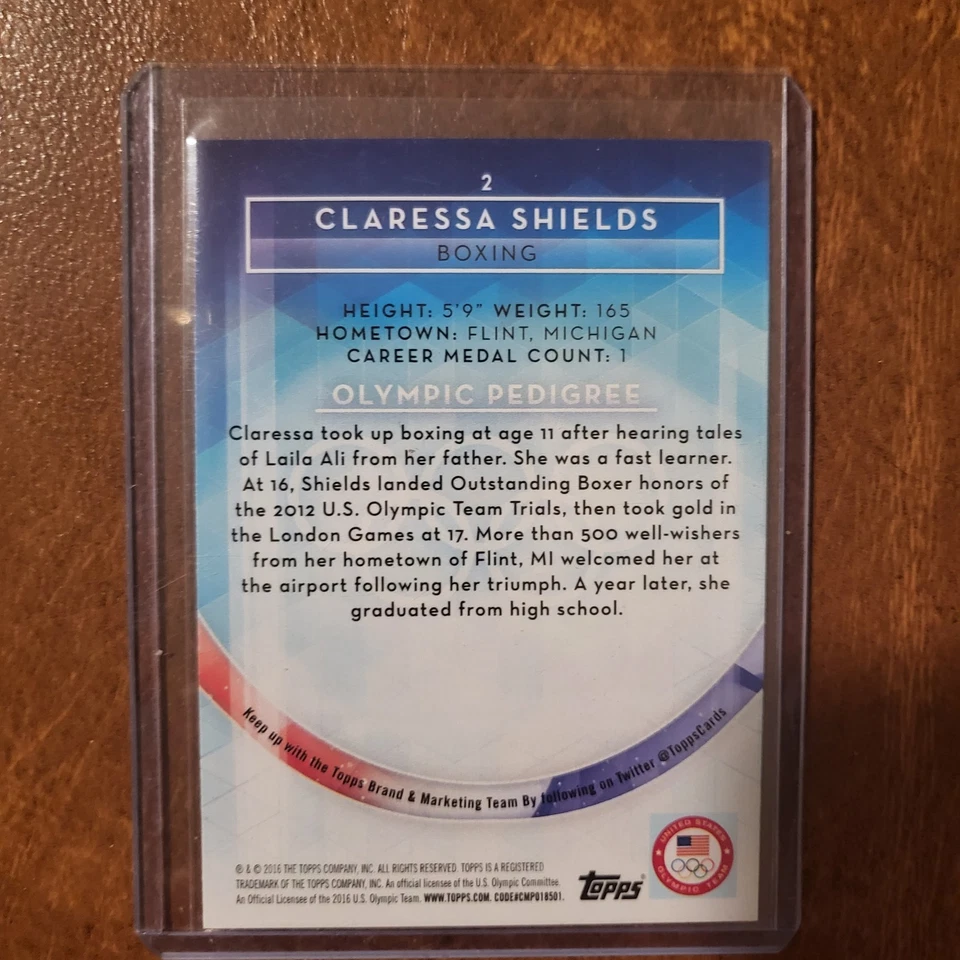 2
CLARESSA SHIELDS
BOXING
HEIGHT: 5'9" WEIGHT: 165
HOMETOWN: FLINT, MICHIGAN
CAREER MEDAL COUNT: 1
OLYMPIC PEDIGREE
Claressa took up boxing at age 11 after hearing tales
of Laila Ali from her father. She was a fast learner.
At 16, Shields landed Outstanding Boxer honors of
the 2012 U.S. Olympic Team Trials, then took gold in
the London Games at 17. More than 500 well-wishers
from her hometown of Flint, MI welcomed her at
the airport following her triumph. A year later, she
graduated from high school.
Keep up with the Topps Brand & Marketing Team By following on Twitter @ToppsCards
® & © 2016 THE TOPPS COMPANY, INC. ALL RIGHTS RESERVED. TOPPS IS A REGISTERED
TRADEMARK OF THE TOPPS COMPANY, INC. An official licensee of the U.S. Olympic Committee.
An Official Licensee of the 2016 U.S. Olympic Team. WWW.TOPPS.COM. CODE#CMP018501.
Topps®
UNITED STATES
OLYMPIC TEAM